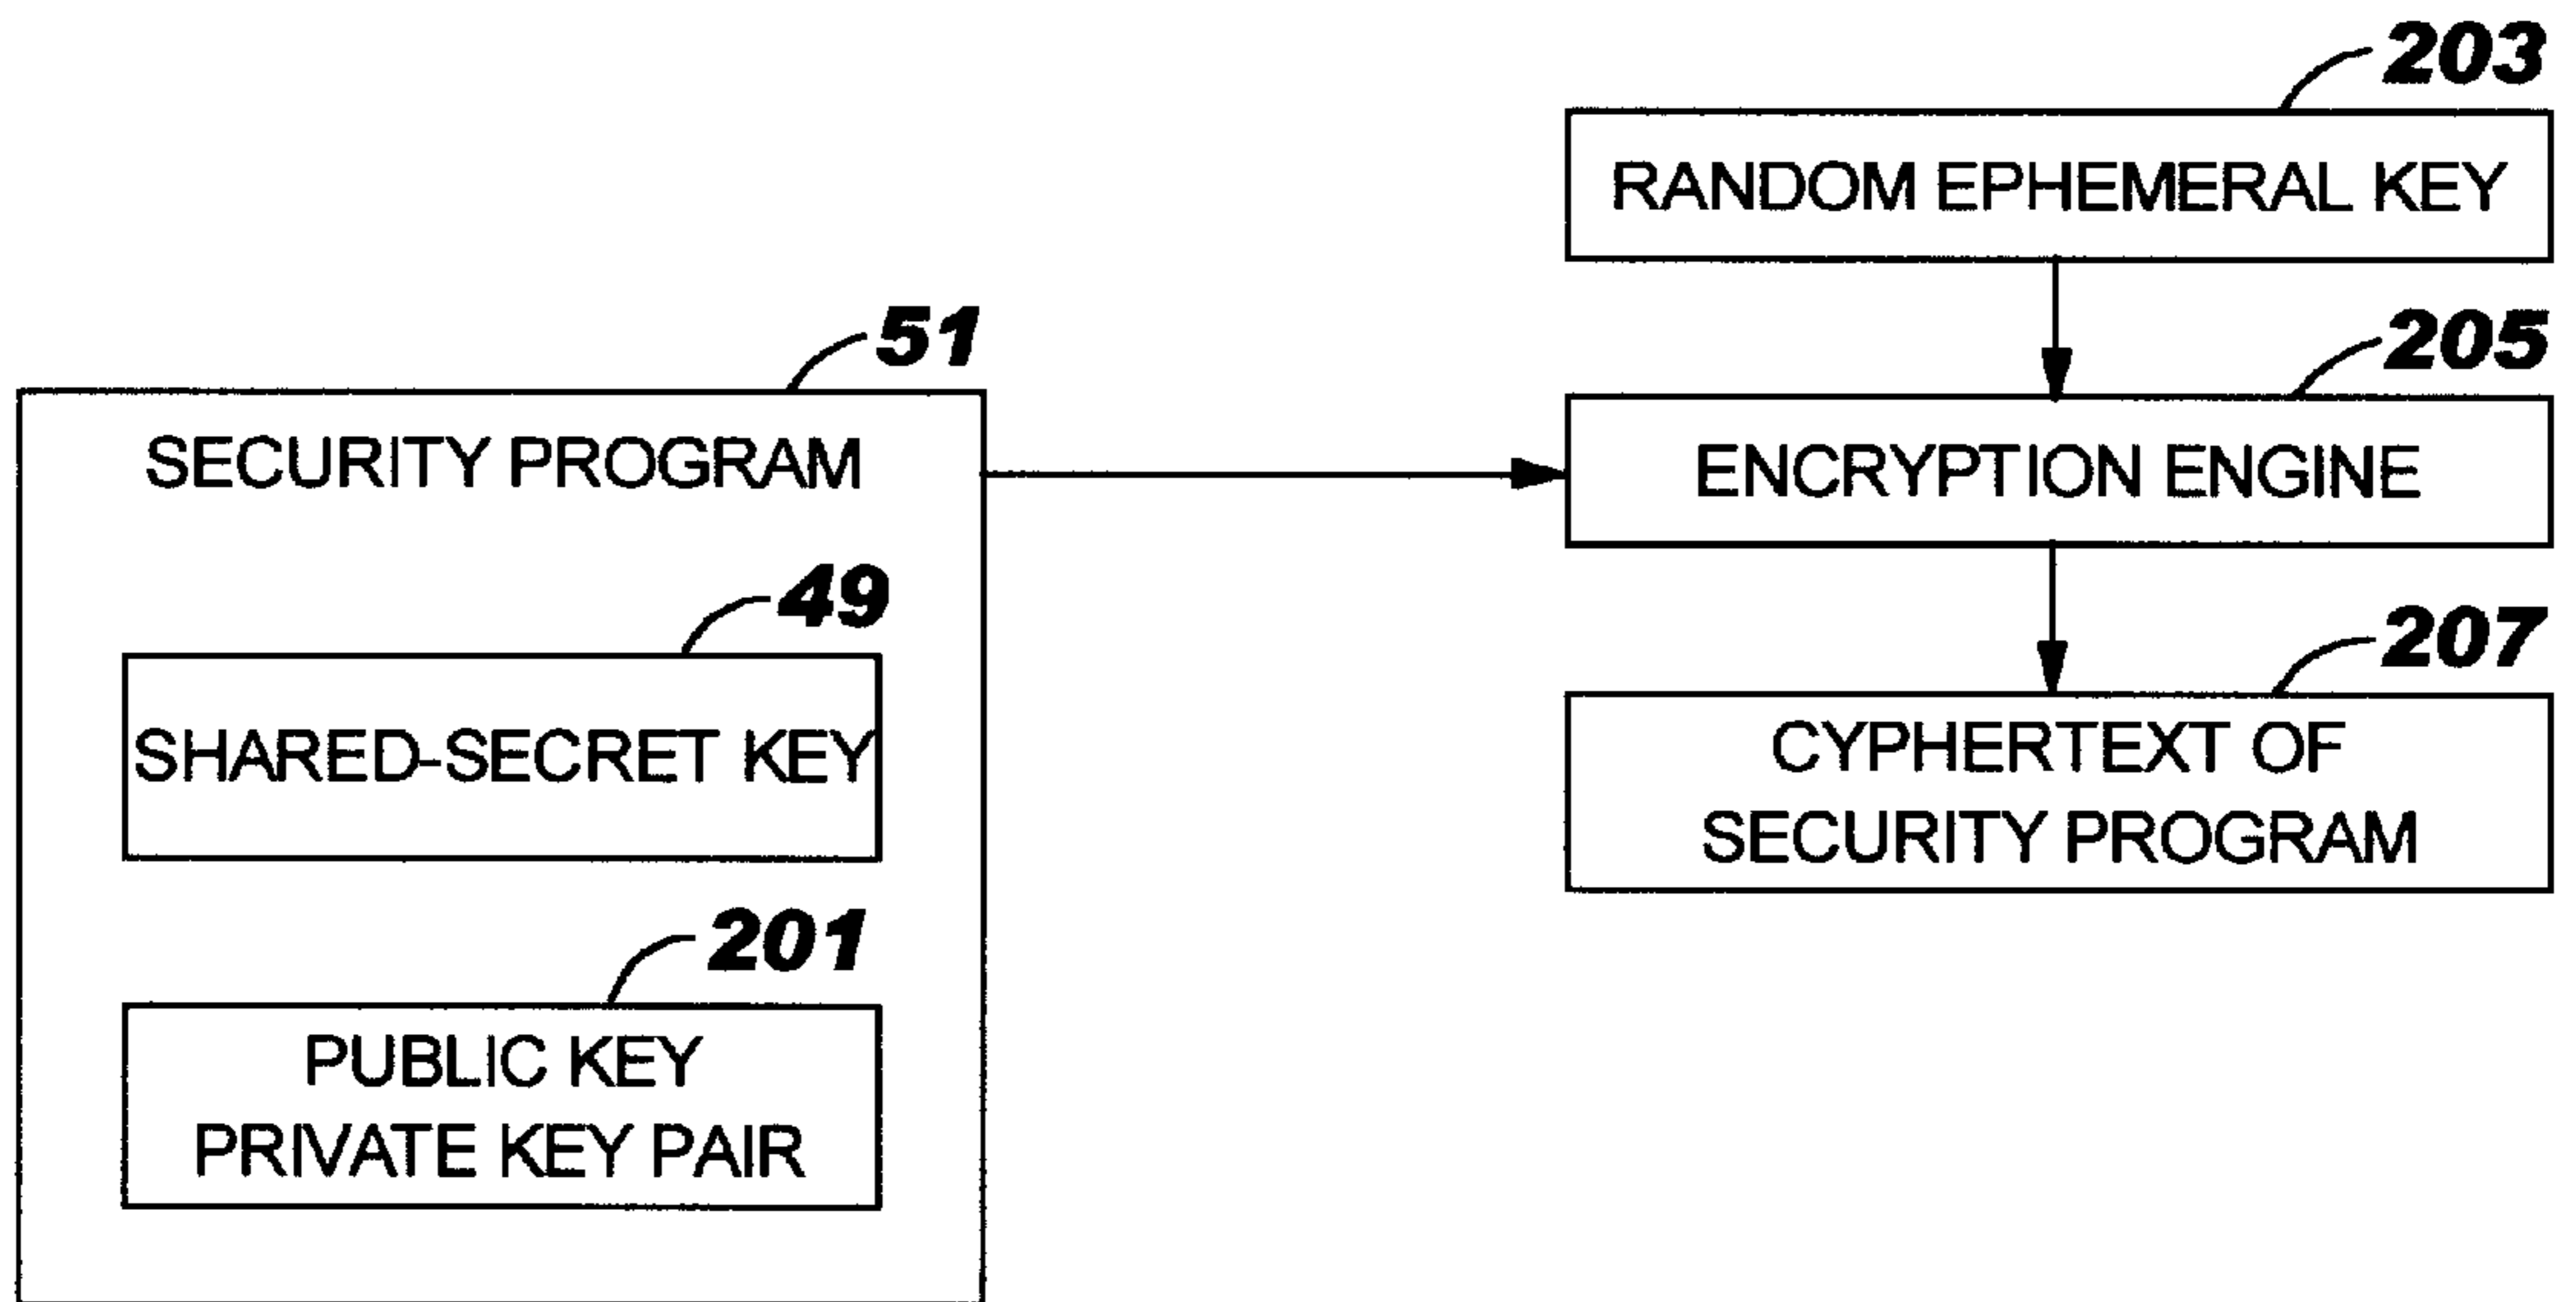 203
RANDOM EPHEMERAL KEY
51
205
SECURITY PROGRAM
ENCRYPTION ENGINE
49
207
SHARED-SECRET KEY
CYPHERTEXT OF
SECURITY PROGRAM
201
PUBLIC KEY
PRIVATE KEY PAIR